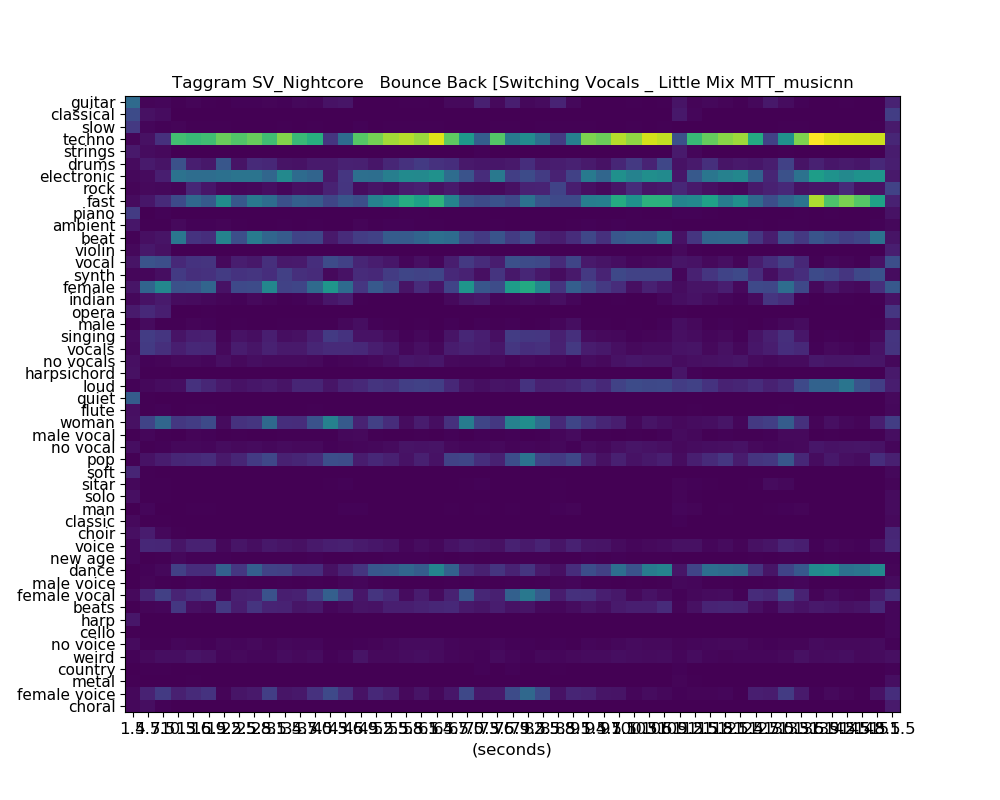 Taggram SV_Nightcore   Bounce Back [Switching Vocals _ Little Mix MTT_musicnn
guitar
classical
slow
techno
strings
drums
electronic
rock
fast
piano
ambient
beat
violin
vocal
synth
female
indian
opera
male
singing
vocals
no vocals
harpsichord
loud
quiet
flute
woman
male vocal
no vocal
pop
soft
sitar
solo
man
classic
choir
voice
new age
dance
male voice
female vocal
beats
harp
cello
no voice
weird
country
metal
female voice
choral
(seconds)